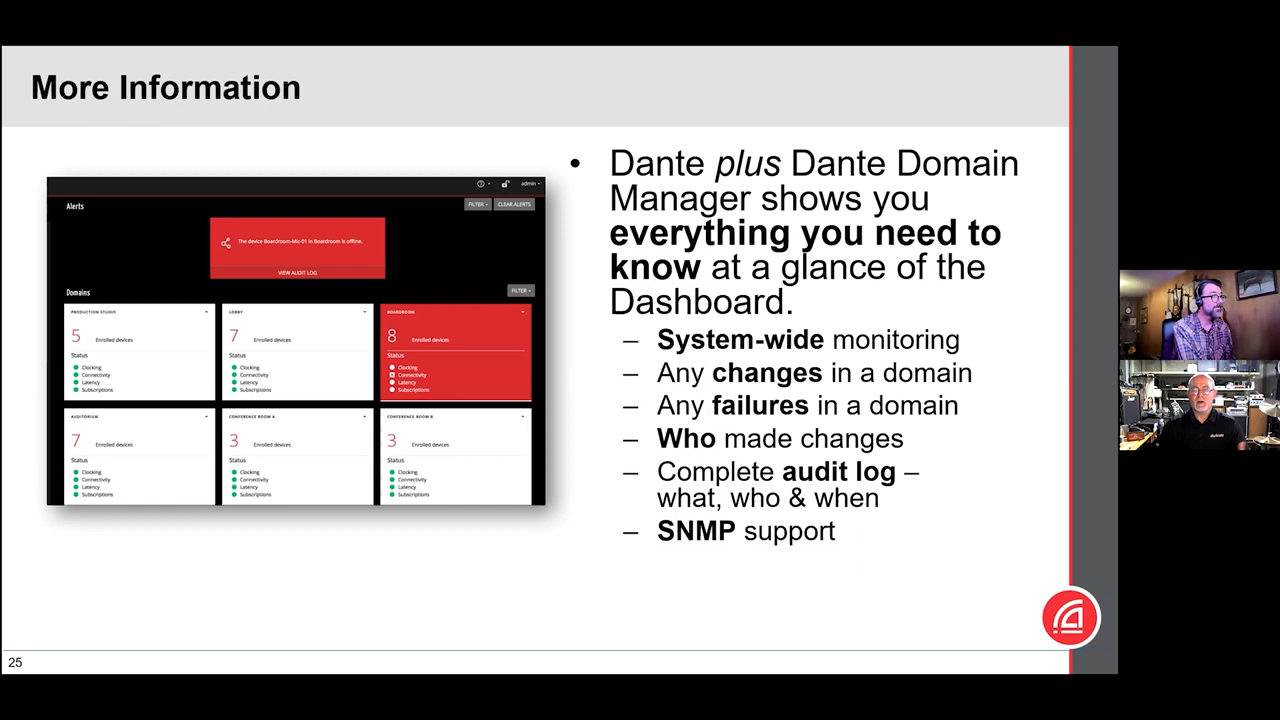 More Information
admin
Alerts
FILTER
CLEAR ALERTS
The device Boardroom-Mic-01 in Boardroom is offline.
VIEW AUDIT LOG
Domains
FILTER
PRODUCTION STUDIO
5 Enrolled devices
Status
Clocking
Connectivity
Latency
Subscriptions
LOBBY
7 Enrolled devices
Status
Clocking
Connectivity
Latency
Subscriptions
BOARDROOM
8 Enrolled devices
Status
Clocking
Connectivity
Latency
Subscriptions
AUDITORIUM
7 Enrolled devices
Status
Clocking
Connectivity
Latency
Subscriptions
CONFERENCE ROOM A
3 Enrolled devices
Status
Clocking
Connectivity
Latency
Subscriptions
CONFERENCE ROOM B
3 Enrolled devices
Status
Clocking
Connectivity
Latency
Subscriptions
• Dante plus Dante Domain
Manager shows you
everything you need to
know at a glance of the
Dashboard.
– System-wide monitoring
– Any changes in a domain
– Any failures in a domain
– Who made changes
– Complete audit log –
what, who & when
– SNMP support
25